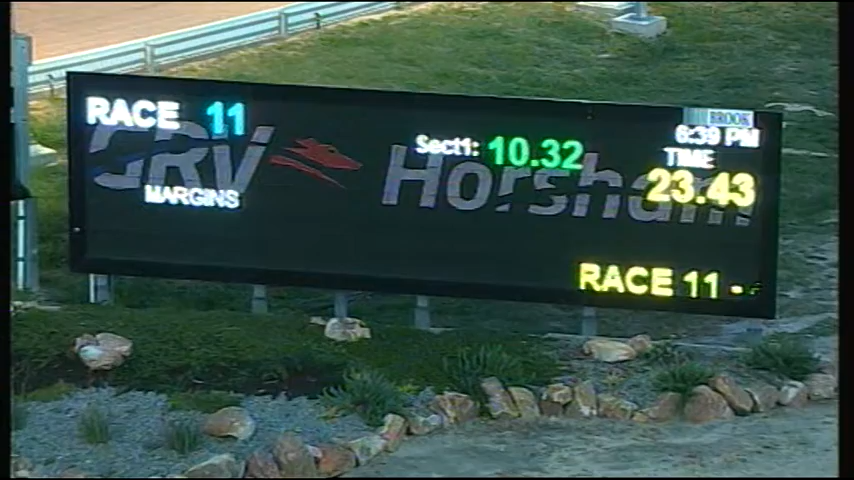 BROOK
RACE 11
6:39 PM
GRV Horsham
Sect1: 10.32
TIME
23.43
MARGINS
RACE 11